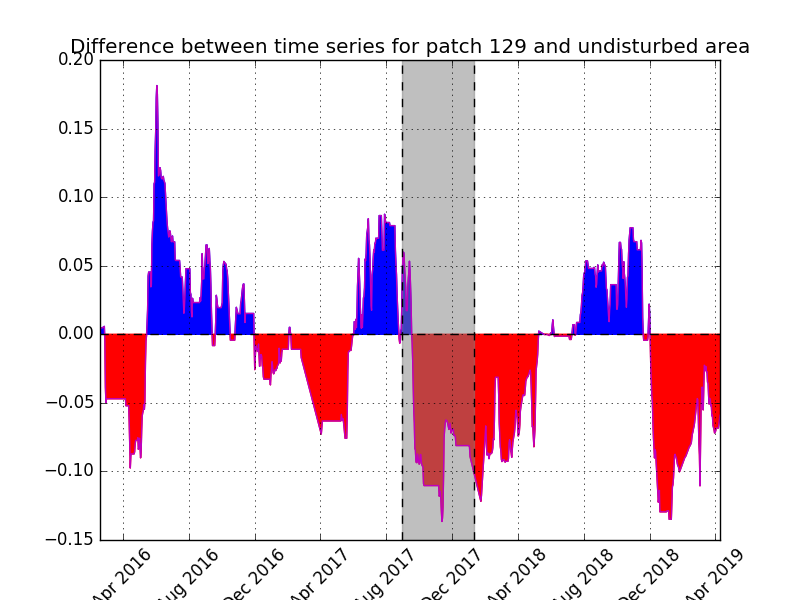 Difference between time series for patch 129 and undisturbed area
0.20
0.15
0.10
0.05
0.00
−0.05
−0.10
−0.15
Apr 2016
Aug 2016
Dec 2016
Apr 2017
Aug 2017
Dec 2017
Apr 2018
Aug 2018
Dec 2018
Apr 2019